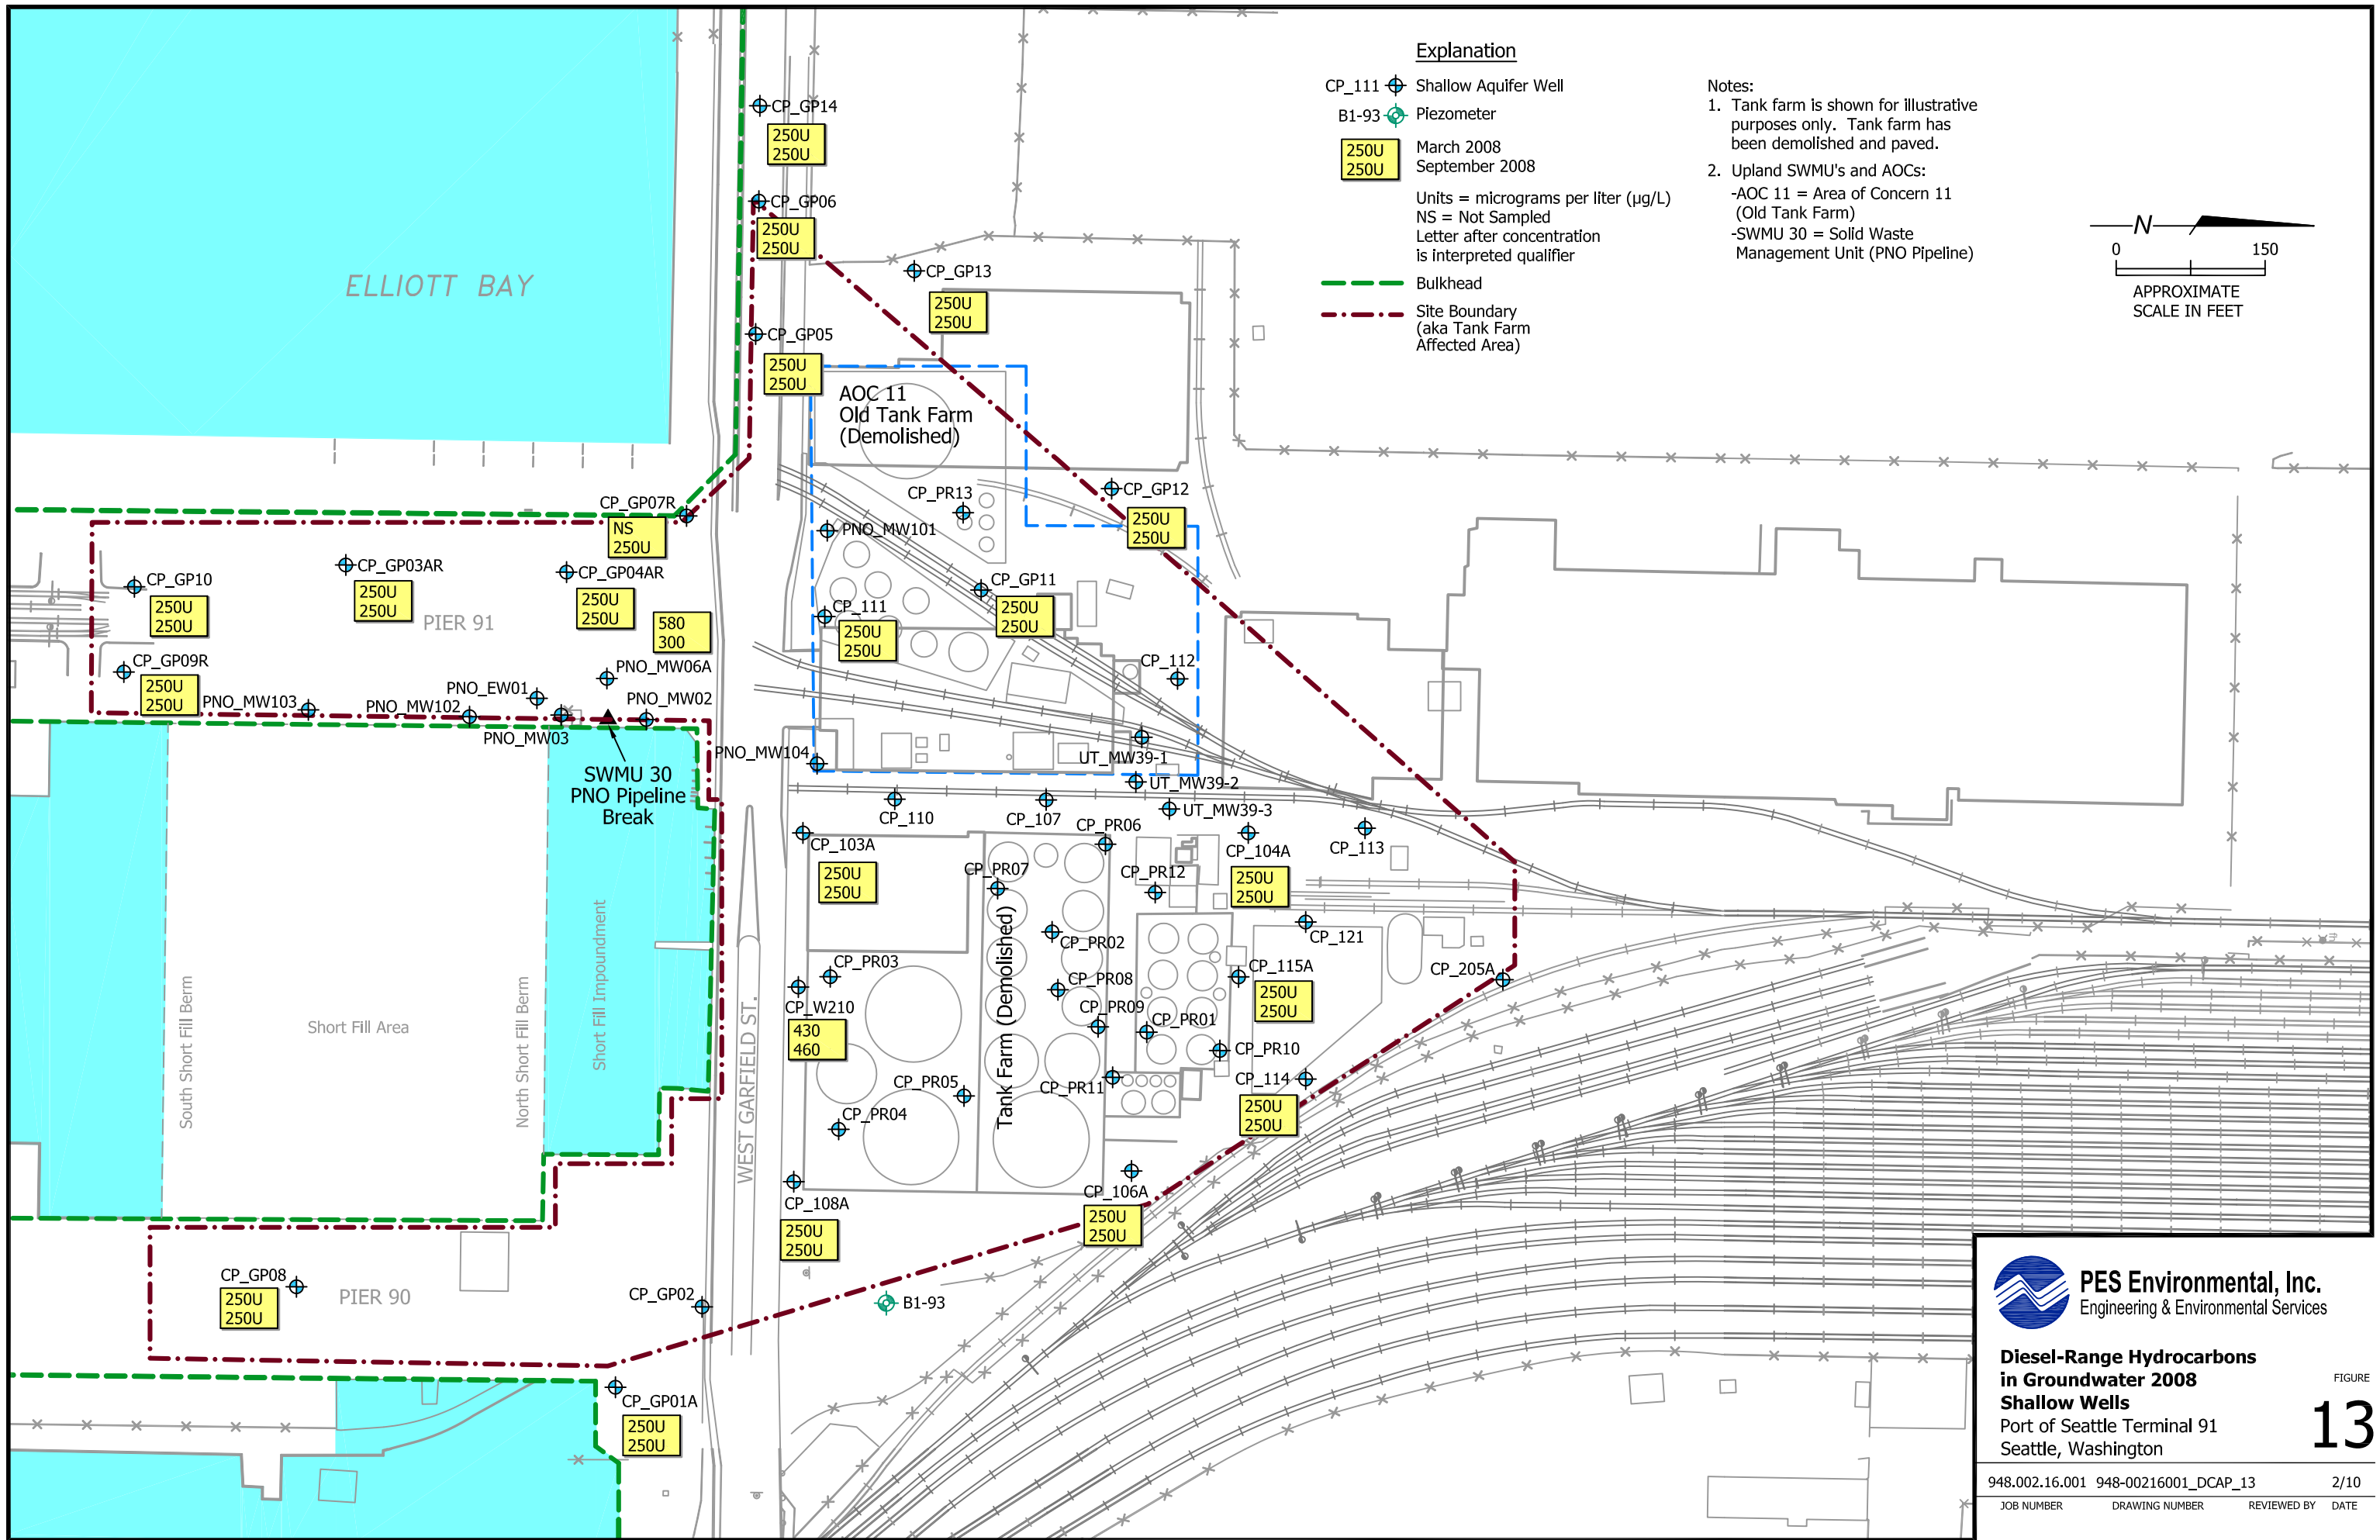 Explanation
CP_111 Shallow Aquifer Well
B1-93 Piezometer
250U
250U
March 2008
September 2008
Units = micrograms per liter (µg/L)
NS = Not Sampled
Letter after concentration
is interpreted qualifier
Bulkhead
Site Boundary
(aka Tank Farm
Affected Area)
Notes:
1. Tank farm is shown for illustrative
purposes only. Tank farm has
been demolished and paved.
2. Upland SWMU's and AOCs:
-AOC 11 = Area of Concern 11
(Old Tank Farm)
-SWMU 30 = Solid Waste
Management Unit (PNO Pipeline)
N
0 150
APPROXIMATE
SCALE IN FEET
ELLIOTT BAY
CP_GP14
250U
250U
CP_GP06
250U
250U
CP_GP13
250U
250U
CP_GP05
250U
250U
AOC 11
Old Tank Farm
(Demolished)
CP_PR13
CP_GP12
250U
250U
CP_GP07R
NS
250U
PNO_MW101
CP_GP10
250U
250U
CP_GP03AR
250U
250U
CP_GP04AR
250U
250U
PIER 91
580
300
CP_111
250U
250U
CP_GP11
250U
250U
CP_GP09R
250U
250U
PNO_MW103
PNO_MW102
PNO_EW01
PNO_MW06A
PNO_MW02
PNO_MW03
CP_112
PNO_MW104
UT_MW39-1
UT_MW39-2
UT_MW39-3
SWMU 30
PNO Pipeline
Break
CP_110
CP_107
CP_103A
250U
250U
CP_PR06
CP_104A
250U
250U
CP_113
CP_PR07
CP_PR12
CP_PR02
CP_121
CP_PR03
CP_PR08
CP_115A
250U
250U
CP_205A
CP_W210
430
460
CP_PR09
CP_PR01
CP_PR10
Tank Farm (Demolished)
CP_PR05
CP_PR11
CP_114
250U
250U
CP_PR04
WEST GARFIELD ST.
South Short Fill Berm
Short Fill Area
North Short Fill Berm
Short Fill Impoundment
CP_108A
250U
250U
CP_106A
250U
250U
CP_GP08
250U
250U
PIER 90
CP_GP02
B1-93
CP_GP01A
250U
250U
PES Environmental, Inc.
Engineering & Environmental Services
Diesel-Range Hydrocarbons
in Groundwater 2008
Shallow Wells
Port of Seattle Terminal 91
Seattle, Washington
FIGURE
13
948.002.16.001 948-00216001_DCAP_13 2/10
JOB NUMBER DRAWING NUMBER REVIEWED BY DATE